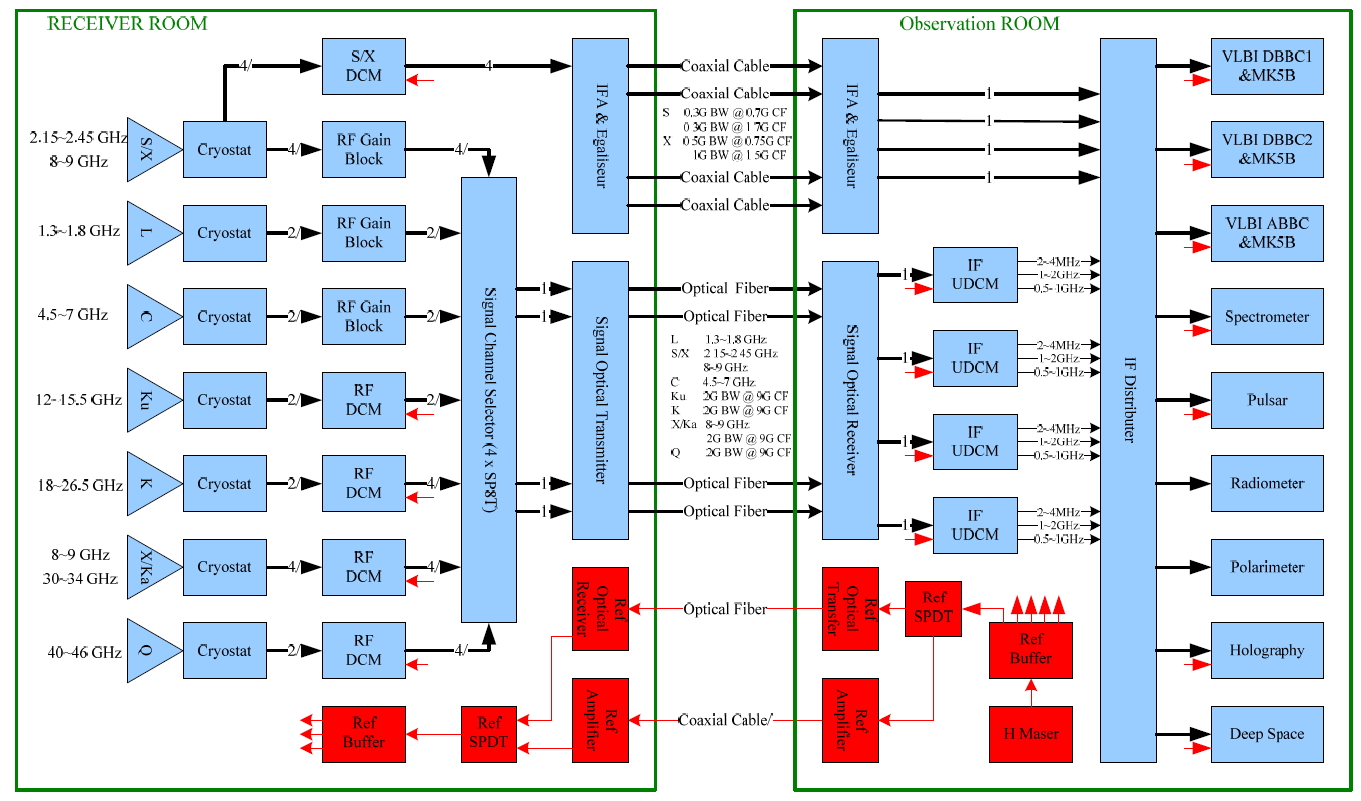 RECEIVER ROOM
Observation ROOM
2.15~2.45 GHz
8~9 GHz
S/X
Cryostat
4/
S/X
DCM
4
4/
RF Gain
Block
4/
1.3~1.8 GHz
L
Cryostat
2/
RF Gain
Block
2/
4.5~7 GHz
C
Cryostat
2/
RF Gain
Block
2/
12~15.5 GHz
Ku
Cryostat
2/
RF
DCM
2/
18~26.5 GHz
K
Cryostat
2/
RF
DCM
4/
8~9 GHz
30~34 GHz
X/Ka
Cryostat
4/
RF
DCM
4/
40~46 GHz
Q
Cryostat
2/
RF
DCM
4/
Signal Channel Selector (4 x SP8T)
1
1
1
1
IFA & Egaliseur
Signal Optical Transmitter
Ref
Optical
Receiver
Ref
Amplifier
Ref
SPDT
Ref
Buffer
Coaxial Cable
Coaxial Cable
S 0.3G BW @ 0.7G CF
0.3G BW @ 1.7G CF
X 0.5G BW @ 0.75G CF
1G BW @ 1.5G CF
Coaxial Cable
Coaxial Cable
Optical Fiber
Optical Fiber
L 1.3~1.8 GHz
S/X 2.15~2.45 GHz
8~9 GHz
C 4.5~7 GHz
Ku 2G BW @ 9G CF
K 2G BW @ 9G CF
X/Ka 8~9 GHz
2G BW @ 9G CF
Q 2G BW @ 9G CF
Optical Fiber
Optical Fiber
Optical Fiber
Coaxial Cable/
IFA & Egaliseur
1
1
1
1
Signal Optical Receiver
1
IF
UDCM
2~4MHz
1~2GHz
0.5~1GHz
1
IF
UDCM
2~4MHz
1~2GHz
0.5~1GHz
1
IF
UDCM
2~4MHz
1~2GHz
0.5~1GHz
1
IF
UDCM
2~4MHz
1~2GHz
0.5~1GHz
Ref
Optical
Transfer
Ref
SPDT
Ref
Buffer
Ref
Amplifier
H Maser
IF Distributer
VLBI DBBC1
&MK5B
VLBI DBBC2
&MK5B
VLBI ABBC
&MK5B
Spectrometer
Pulsar
Radiometer
Polarimeter
Holography
Deep Space